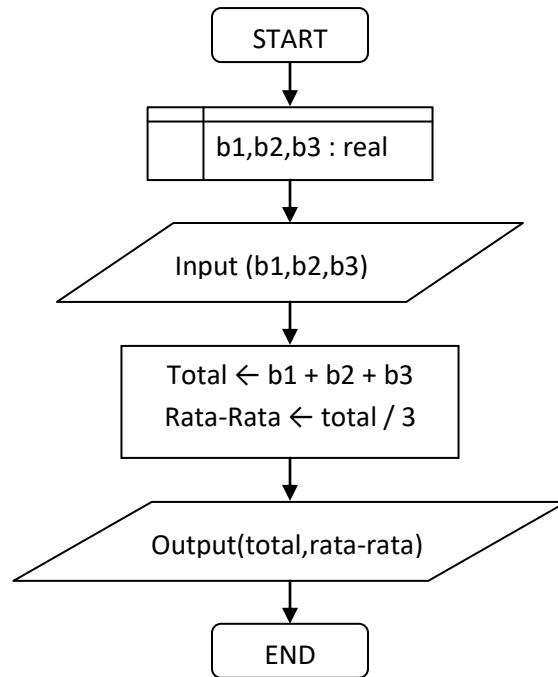 START
b1,b2,b3 : real
Input (b1,b2,b3)
Total ← b1 + b2 + b3
Rata-Rata ← total / 3
Output(total,rata-rata)
END